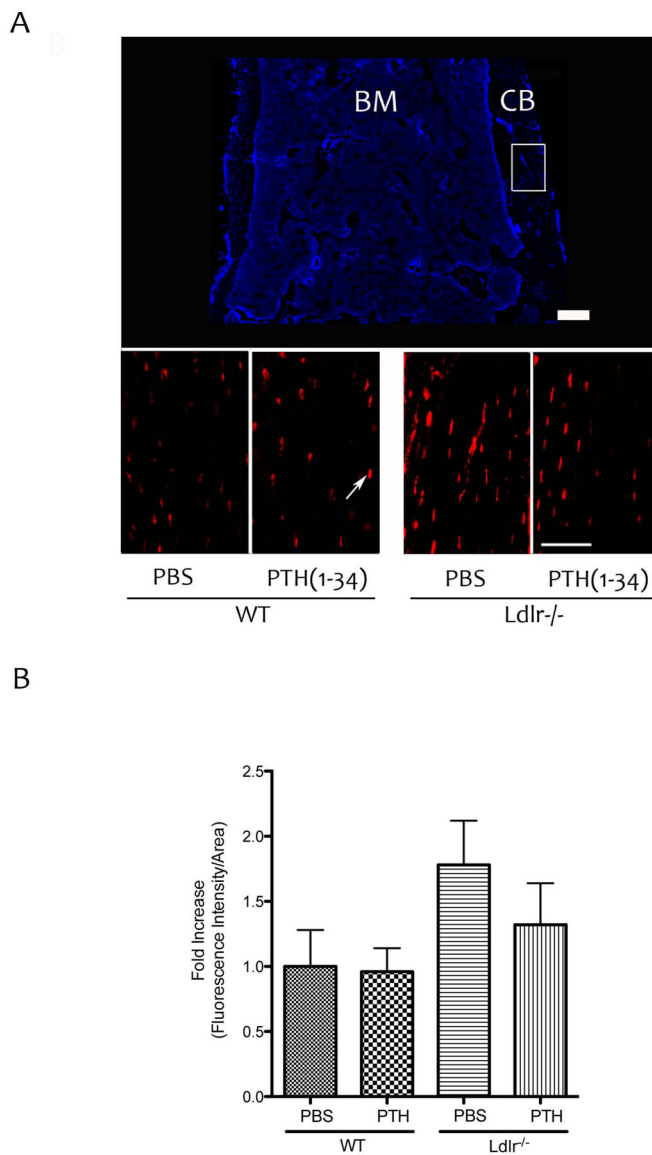 A
B
BM
CB
PBS
PTH(1-34)
PBS
PTH(1-34)
WT
Ldlr-/-
B
2.5
2.0
1.5
1.0
0.5
0.0
Fold Increase
(Fluorescence Intensity/Area)
PBS
PTH
PBS
PTH
WT
Ldlr-/-